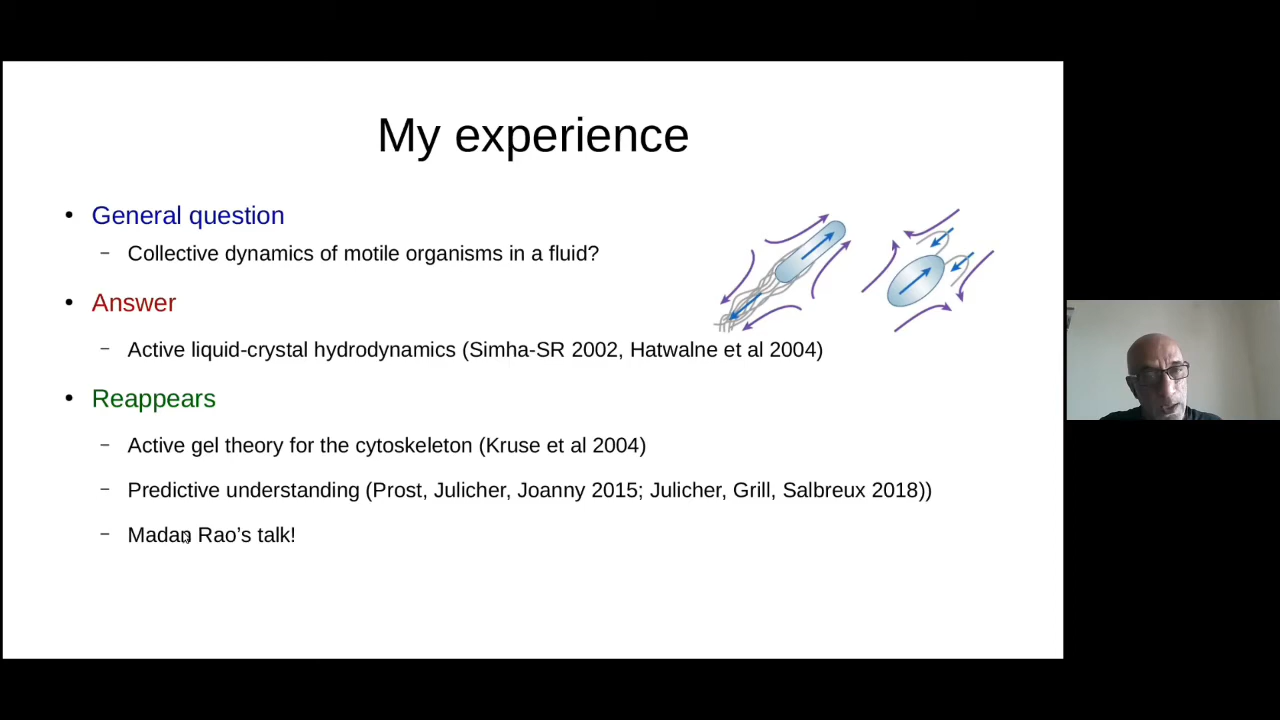 My experience
• General question
– Collective dynamics of motile organisms in a fluid?
• Answer
– Active liquid-crystal hydrodynamics (Simha-SR 2002, Hatwalne et al 2004)
• Reappears
– Active gel theory for the cytoskeleton (Kruse et al 2004)
– Predictive understanding (Prost, Julicher, Joanny 2015; Julicher, Grill, Salbreux 2018))
– Madan Rao’s talk!